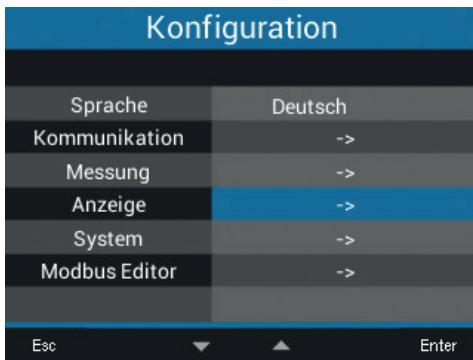 Konfiguration
Sprache Deutsch
Kommunikation ->
Messung ->
Anzeige ->
System ->
Modbus Editor ->
Esc Enter